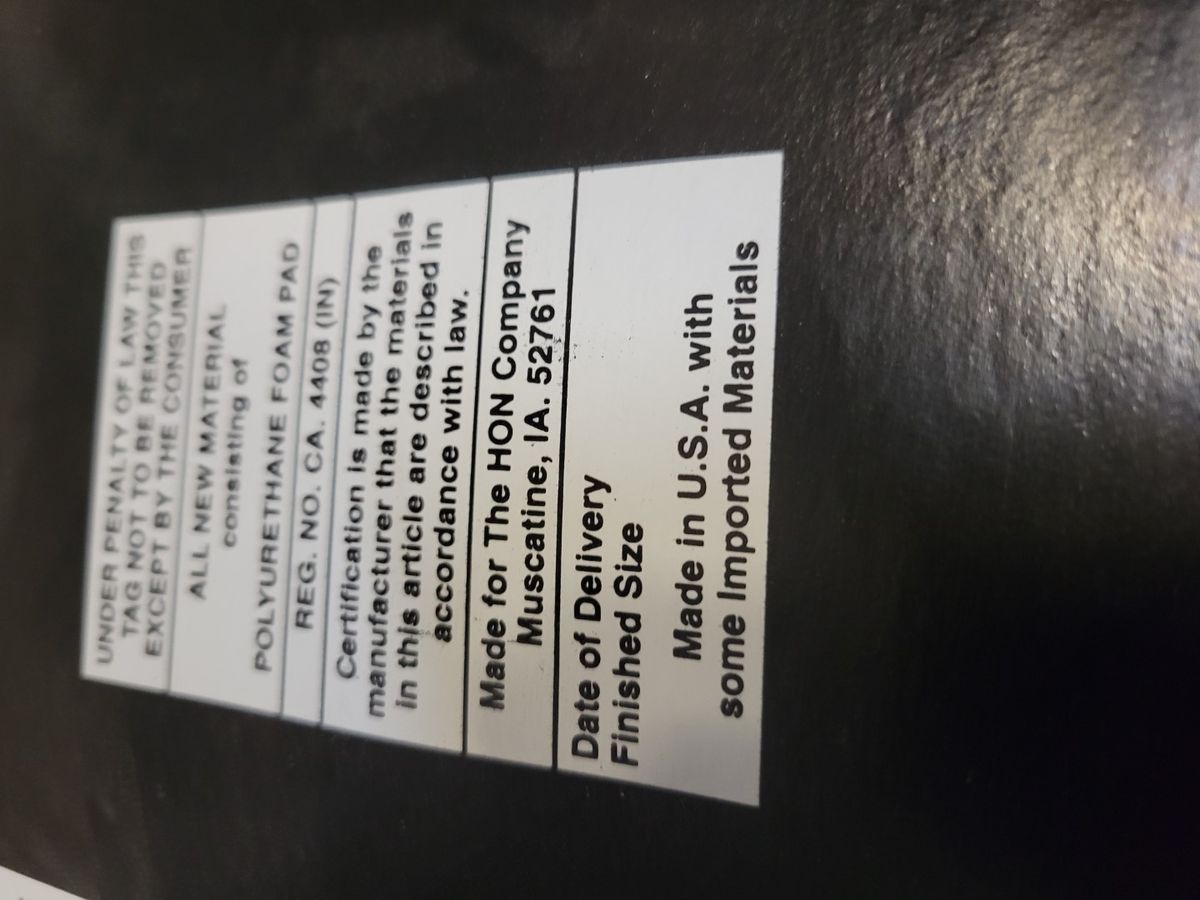 UNDER PENALTY OF LAW THIS
TAG NOT TO BE REMOVED
EXCEPT BY THE CONSUMER
ALL NEW MATERIAL
consisting of
POLYURETHANE FOAM PAD
REG. NO. CA. 4408 (IN)
Certification is made by the
manufacturer that the materials
in this article are described in
accordance with law.
Made for The HON Company
Muscatine, IA. 52761
Date of Delivery
Finished Size
Made in U.S.A. with
some Imported Materials